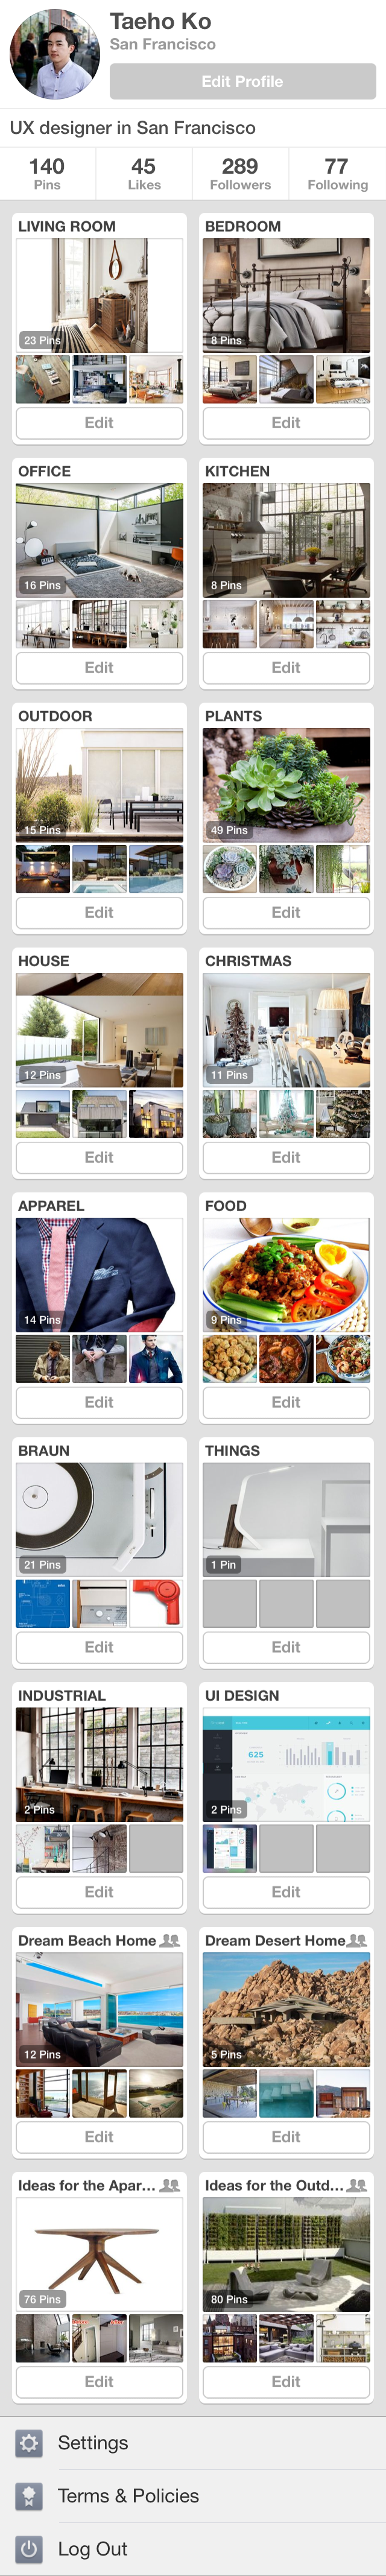 Taeho Ko
San Francisco
Edit Profile
UX designer in San Francisco
140 45 289 77
Pins Likes Followers Following
LIVING ROOM
23 Pins
Edit
BEDROOM
8 Pins
Edit
OFFICE
16 Pins
Edit
KITCHEN
8 Pins
Edit
OUTDOOR
15 Pins
Edit
PLANTS
49 Pins
Edit
HOUSE
12 Pins
Edit
CHRISTMAS
11 Pins
Edit
APPAREL
14 Pins
Edit
FOOD
9 Pins
Edit
BRAUN
21 Pins
Edit
THINGS
1 Pin
Edit
INDUSTRIAL
2 Pins
Edit
UI DESIGN
625
2 Pins
Edit
Dream Beach Home
12 Pins
Edit
Dream Desert Home
5 Pins
Edit
Ideas for the Apar...
76 Pins
Edit
Ideas for the Outd...
80 Pins
Edit
Settings
Terms & Policies
Log Out